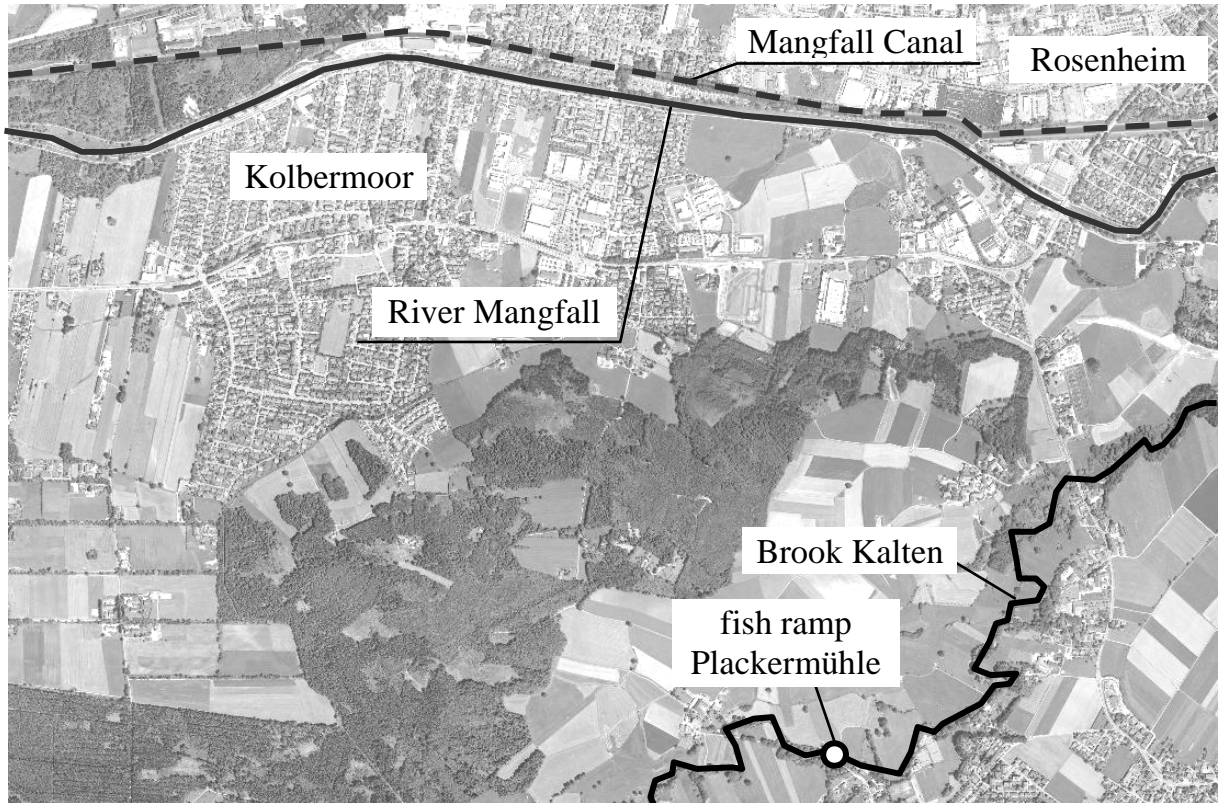 Mangfall Canal
Rosenheim
Kolbermoor
River Mangfall
Brook Kalten
fish ramp
Plackermühle